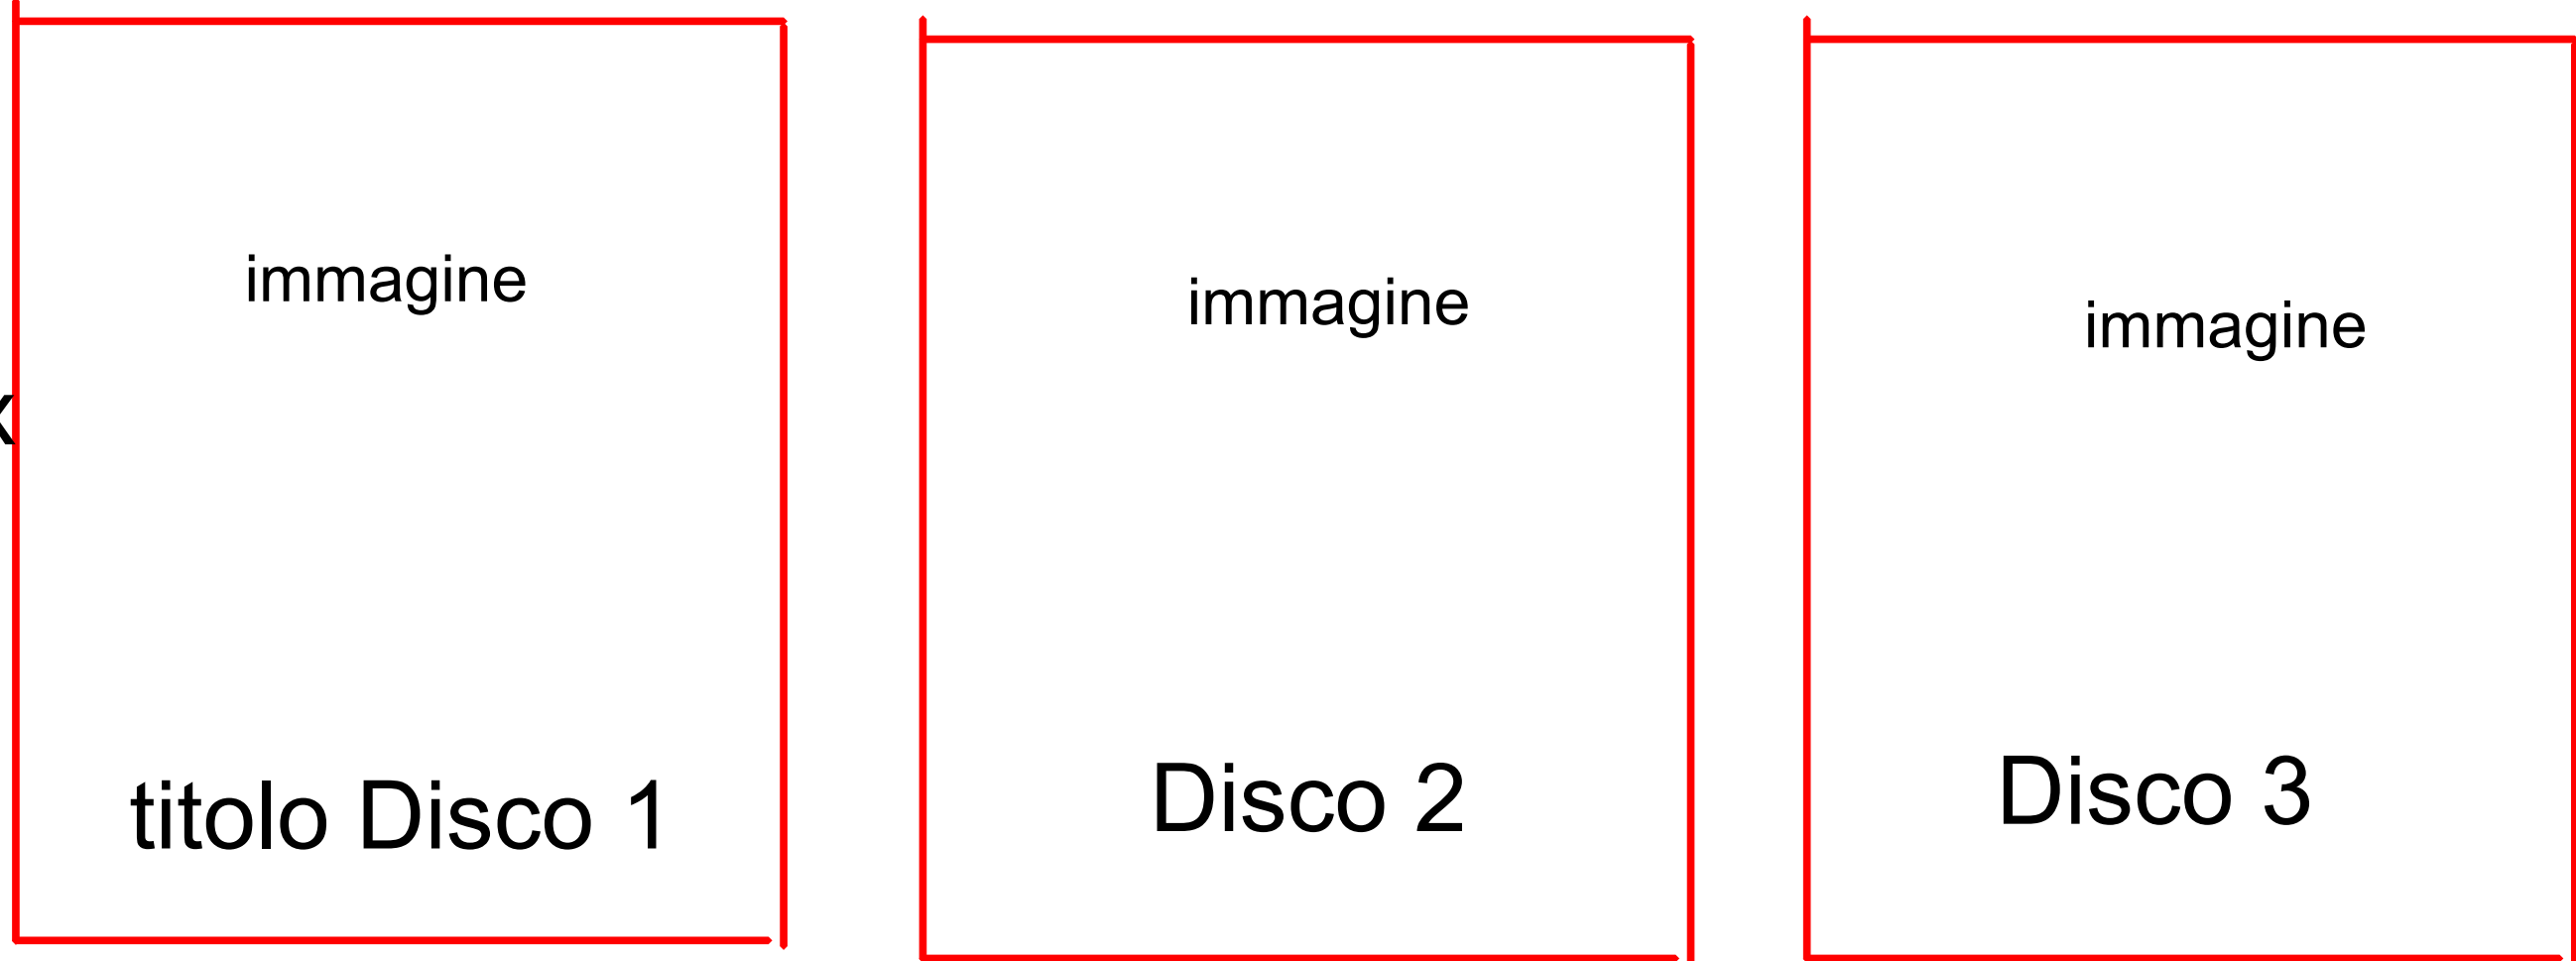 immagine
immagine
immagine
x
titolo Disco 1
Disco 2
Disco 3